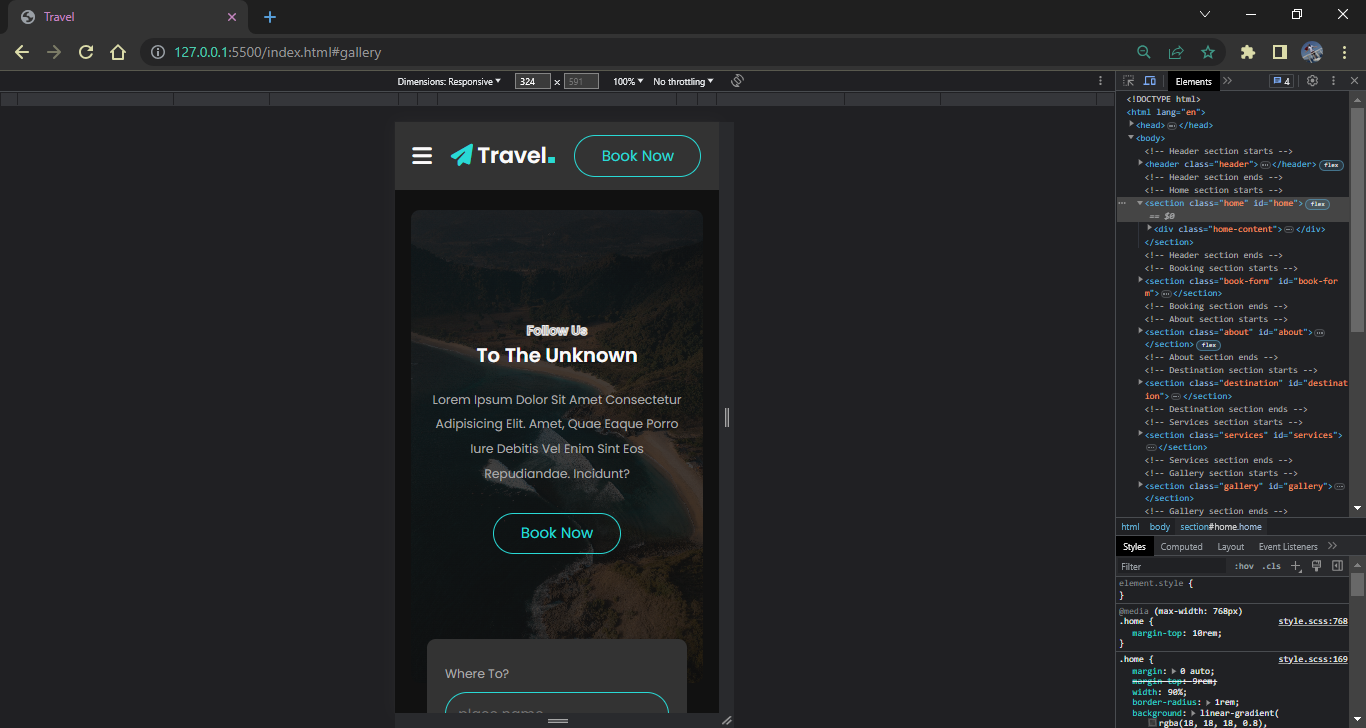 Travel
127.0.0.1:5500/index.html#gallery
Dimensions: Responsive 324 × 591 100% No throttling
Elements 4
Travel.
Book Now
Follow Us
To The Unknown
Lorem Ipsum Dolor Sit Amet Consectetur
Adipisicing Elit. Amet, Quae Eaque Porro
Iure Debitis Vel Enim Sint Eos
Repudiandae. Incidunt?
Book Now
Where To?
place name
<!DOCTYPE html>
<html lang="en">
<head> </head>
<body>
<!-- Header section starts -->
<header class="header"> </header> flex
<!-- Header section ends -->
<!-- Home section starts -->
<section class="home" id="home"> flex
== $0
<div class="home-content"> </div>
</section>
<!-- Header section ends -->
<!-- Booking section starts -->
<section class="book-form" id="book-for
m"> </section>
<!-- Booking section ends -->
<!-- About section starts -->
<section class="about" id="about">
</section> flex
<!-- About section ends -->
<!-- Destination section starts -->
<section class="destination" id="destinat
ion"> </section>
<!-- Destination section ends -->
<!-- Services section starts -->
<section class="services" id="services">
</section>
<!-- Services section ends -->
<!-- Gallery section starts -->
<section class="gallery" id="gallery">
</section>
<!-- Gallery section ends -->
html body section#home.home
Styles Computed Layout Event Listeners
Filter :hov .cls
element.style {
}
@media (max-width: 768px)
.home { style.scss:768
margin-top: 10rem;
}
.home { style.scss:169
margin: 0 auto;
margin-top: 9rem;
width: 90%;
border-radius: 1rem;
background: linear-gradient(
rgba(18, 18, 18, 0.8),